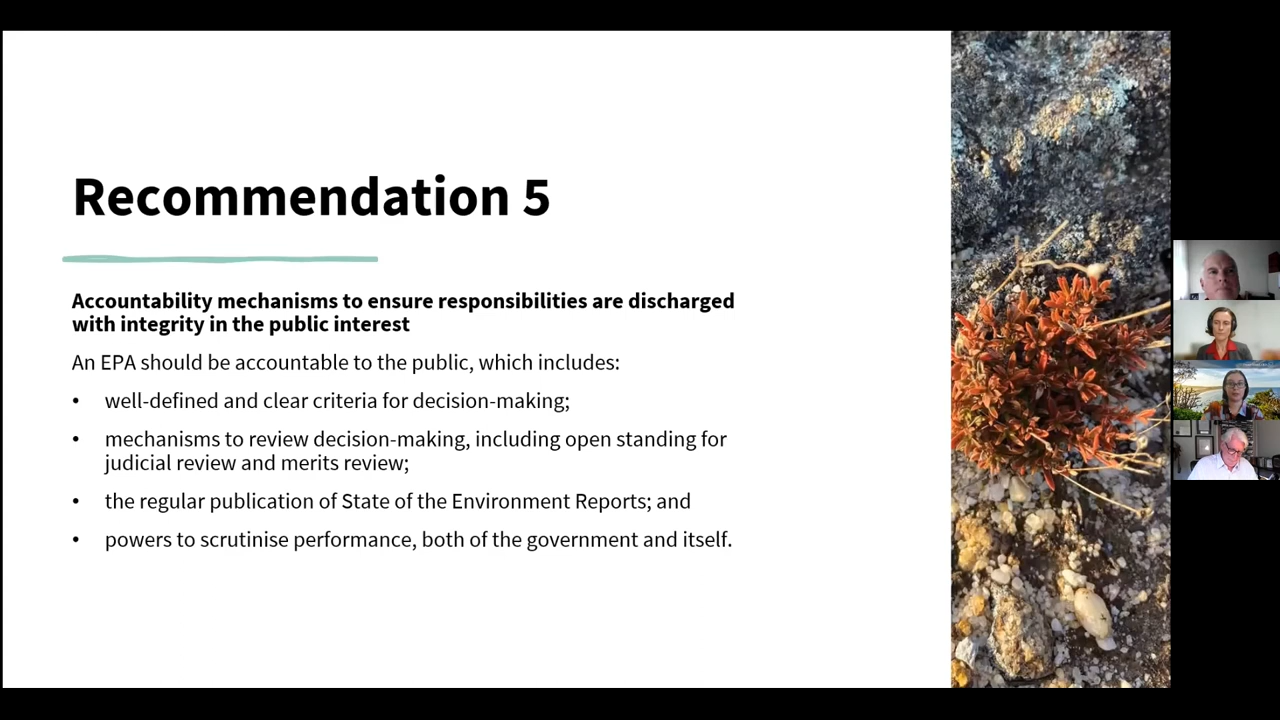 Recommendation 5
Accountability mechanisms to ensure responsibilities are discharged
with integrity in the public interest
An EPA should be accountable to the public, which includes:
• well-defined and clear criteria for decision-making;
• mechanisms to review decision-making, including open standing for
judicial review and merits review;
• the regular publication of State of the Environment Reports; and
• powers to scrutinise performance, both of the government and itself.